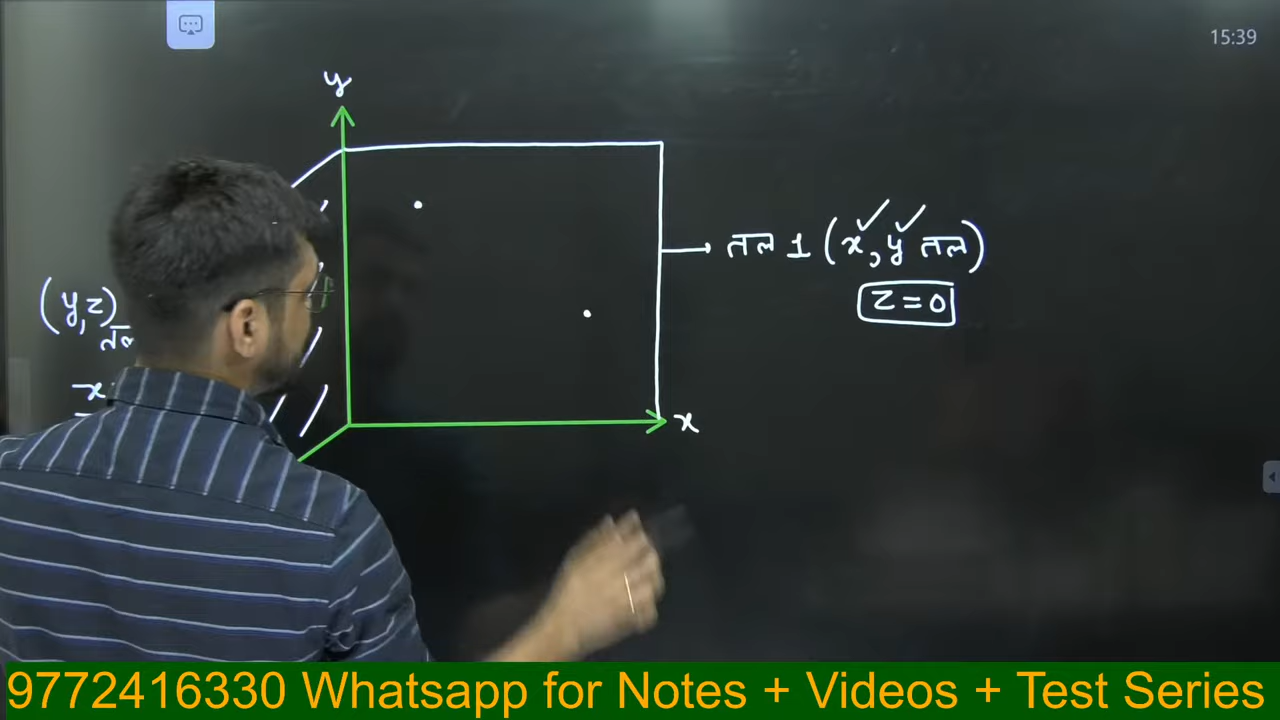 15:39
y
तल 1 (x, y तल)
z = 0
(y, z)
x
9772416330 Whatsapp for Notes + Videos + Test Series